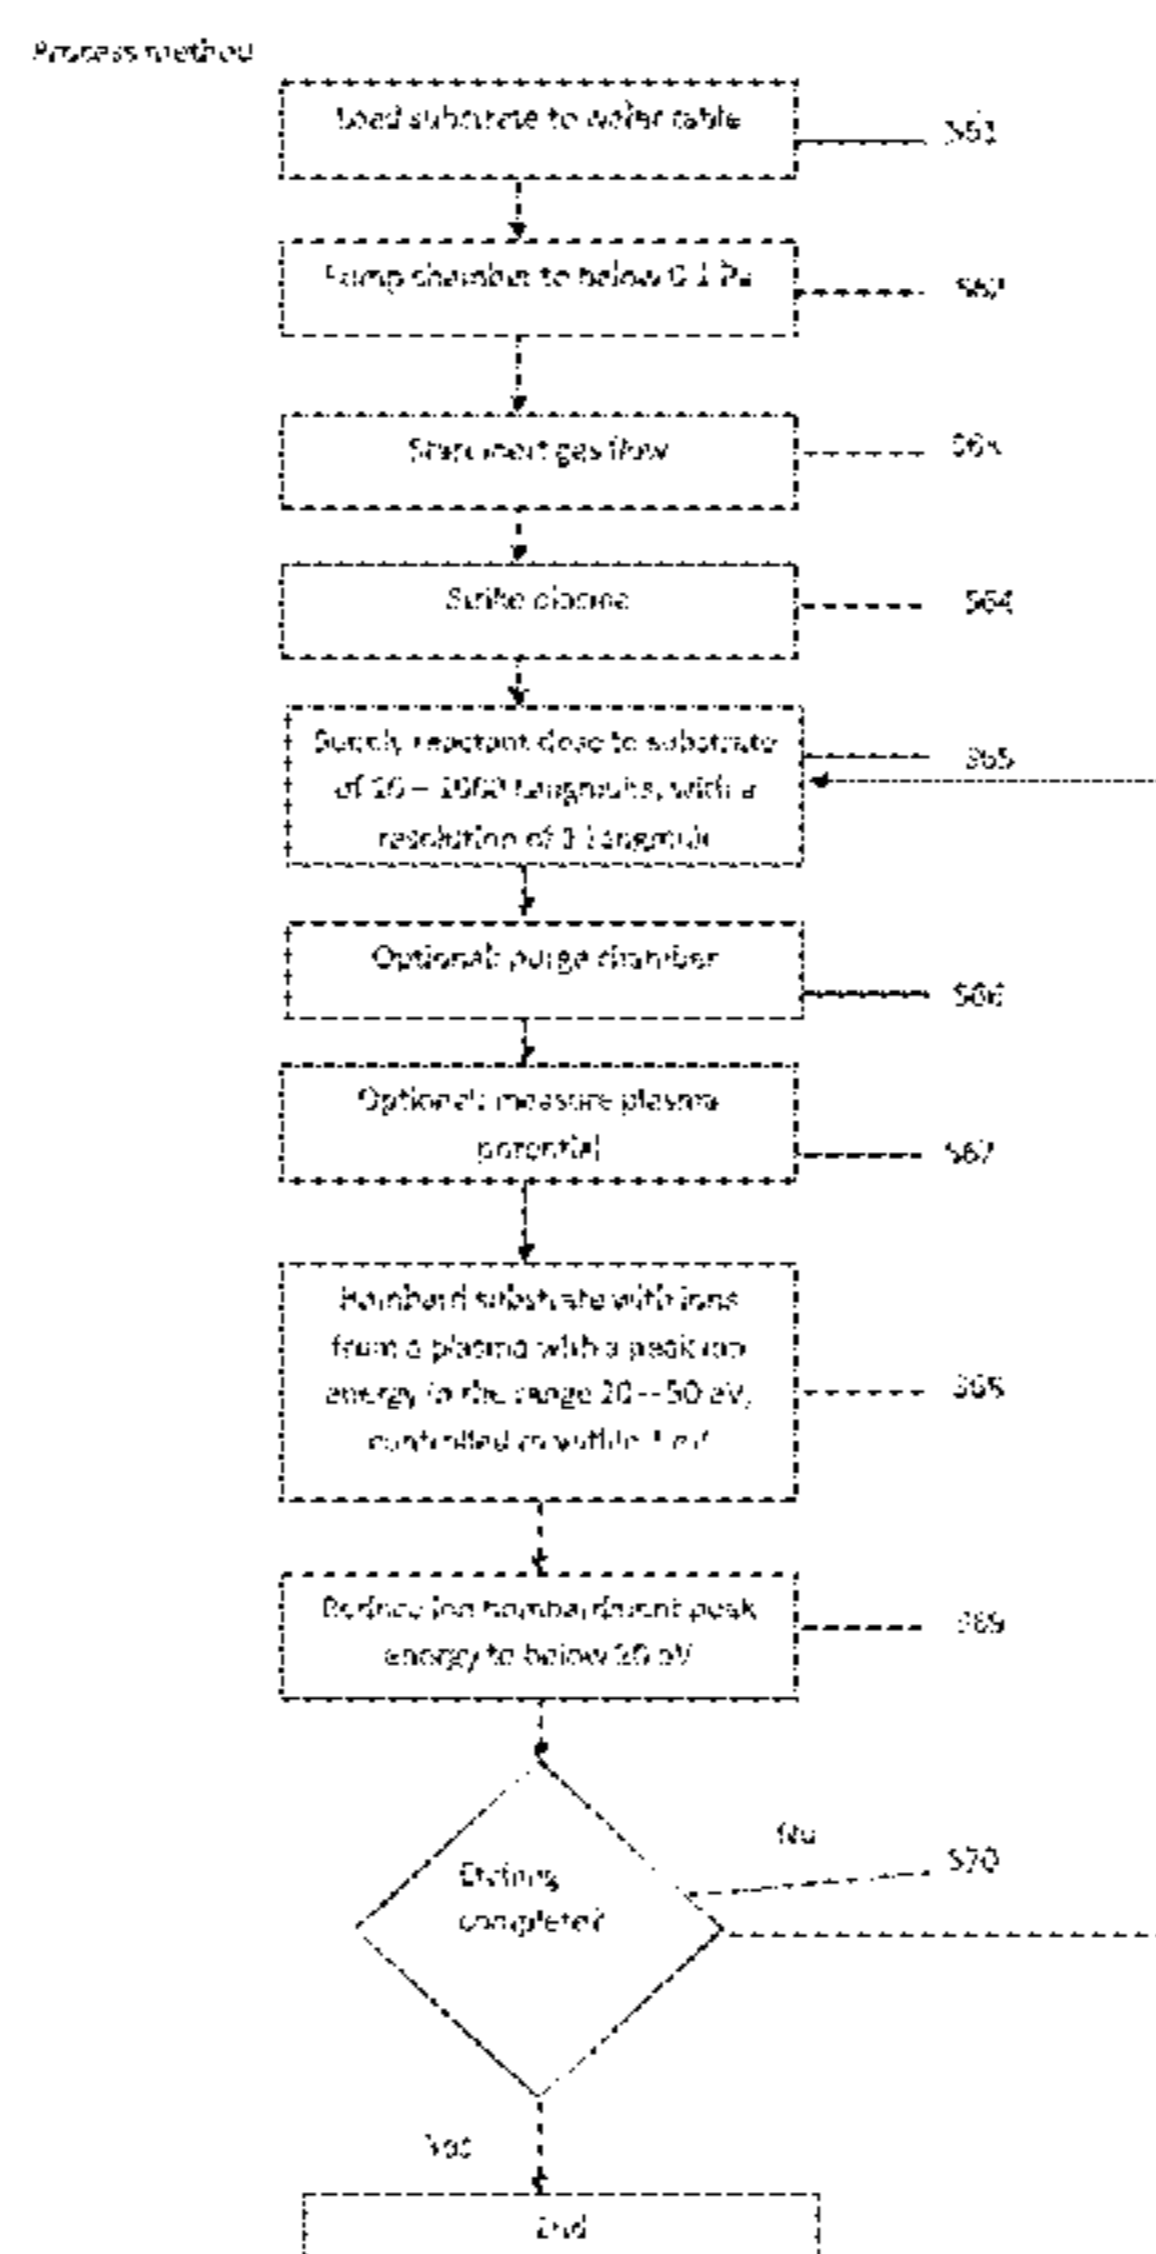 Process method
Load substrate to wafer table
S61
Pump chamber to below 0.1 Pa
S62
Start inert gas flow
S63
Strike plasma
S64
Supply reactant dose to substrate
of 10 – 1000 Langmuirs, with a
resolution of 1 Langmuir
S65
Optional: purge chamber
S66
Optional: measure plasma
potential
S67
Bombard substrate with ions
from a plasma with a peak ion
energy in the range 20 – 50 eV,
controlled to within 1 eV
S68
Reduce ion bombardment peak
energy to below 20 eV
S69
No
S70
Etching
complete?
Yes
End